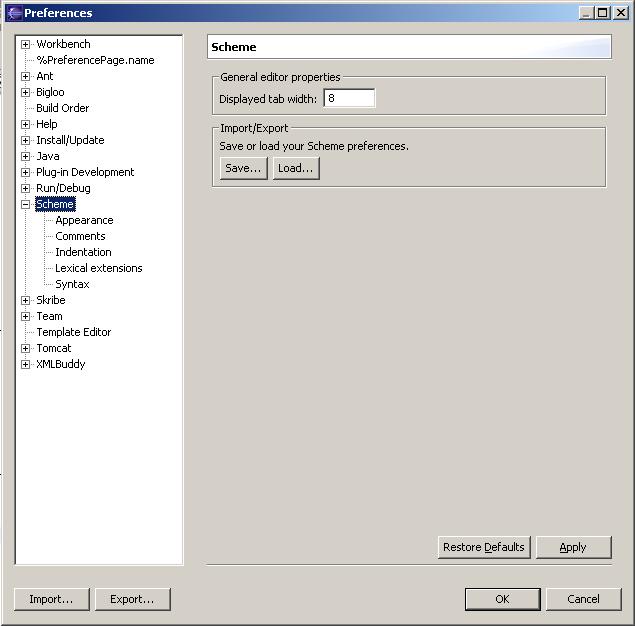 Preferences
Workbench
%PreferencePage.name
Ant
Bigloo
Build Order
Help
Install/Update
Java
Plug-in Development
Run/Debug
Scheme
Appearance
Comments
Indentation
Lexical extensions
Syntax
Skribe
Team
Template Editor
Tomcat
XMLBuddy
Scheme
General editor properties
Displayed tab width: 8
Import/Export
Save or load your Scheme preferences.
Save... Load...
Restore Defaults Apply
Import... Export... OK Cancel